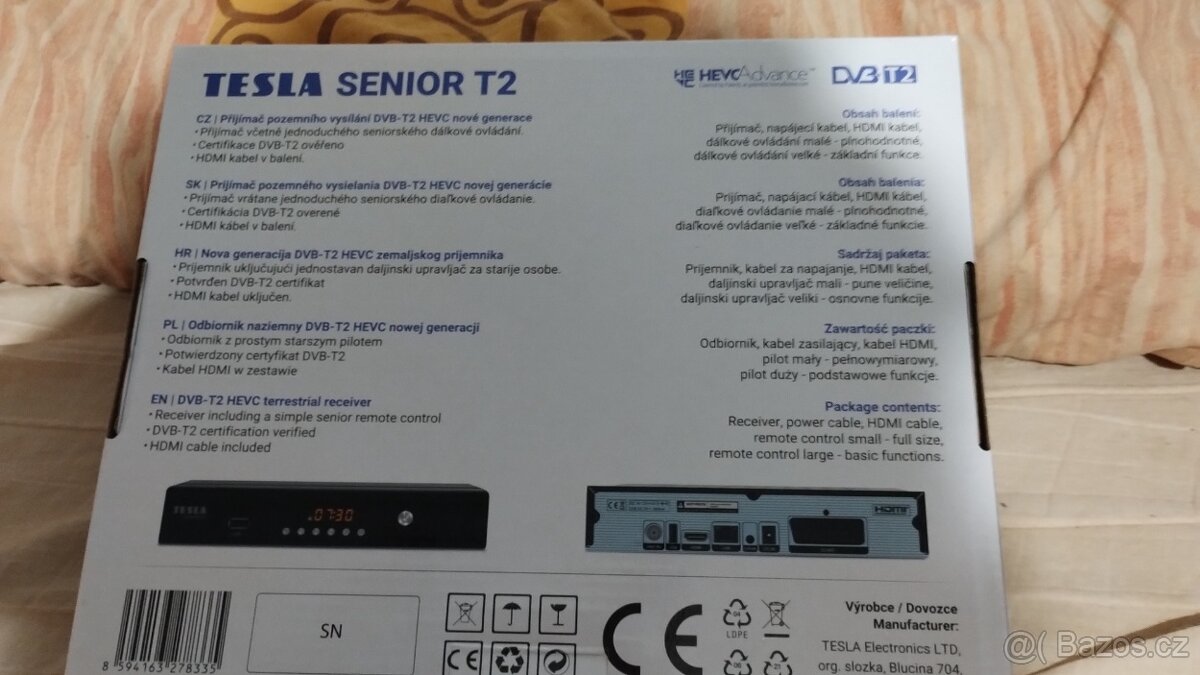 TESLA SENIOR T2
HEVC Advance™
DVB T2
CZ | Přijímač pozemního vysílání DVB-T2 HEVC nové generace
• Přijímač včetně jednoduchého seniorského dálkové ovládání.
• Certifikace DVB-T2 ověřeno
• HDMI kabel v balení.
Obsah balení:
Přijímač, napájecí kabel, HDMI kabel,
dálkové ovládání malé - plnohodnotné,
dálkové ovládání velké - základní funkce.
SK | Prijímač pozemného vysielania DVB-T2 HEVC novej generácie
• Prijímač vrátane jednoduchého seniorského diaľkové ovládanie.
• Certifikácia DVB-T2 overené
• HDMI kábel v balení.
Obsah balenia:
Prijímač, napájací kábel, HDMI kábel,
diaľkové ovládanie malé - plnohodnotné,
diaľkové ovládanie veľké - základné funkcie.
HR | Nova generacija DVB-T2 HEVC zemaljskog prijemnika
• Prijemnik uključujući jednostavan daljinski upravljač za starije osobe.
• Potvrđen DVB-T2 certifikat
• HDMI kabel uključen.
Sadržaj paketa:
Prijemnik, kabel za napajanje, HDMI kabel,
daljinski upravljač mali - pune veličine,
daljinski upravljač veliki - osnovne funkcije.
PL | Odbiornik naziemny DVB-T2 HEVC nowej generacji
• Odbiornik z prostym starszym pilotem
• Potwierdzony certyfikat DVB-T2
• Kabel HDMI w zestawie
Zawartość paczki:
Odbiornik, kabel zasilający, kabel HDMI,
pilot mały - pełnowymiarowy,
pilot duży - podstawowe funkcje.
EN | DVB-T2 HEVC terrestrial receiver
• Receiver including a simple senior remote control
• DVB-T2 certification verified
• HDMI cable included
Package contents:
Receiver, power cable, HDMI cable,
remote control small - full size,
remote control large - basic functions.
TESLA
07:30
HDMI
8 594163 278335
SN
CE
CE
04
LDPE
06
21
Výrobce / Dovozce
Manufacturer:
TESLA Electronics LTD,
org. slozka, Blucina 704,
@( Bazos.cz